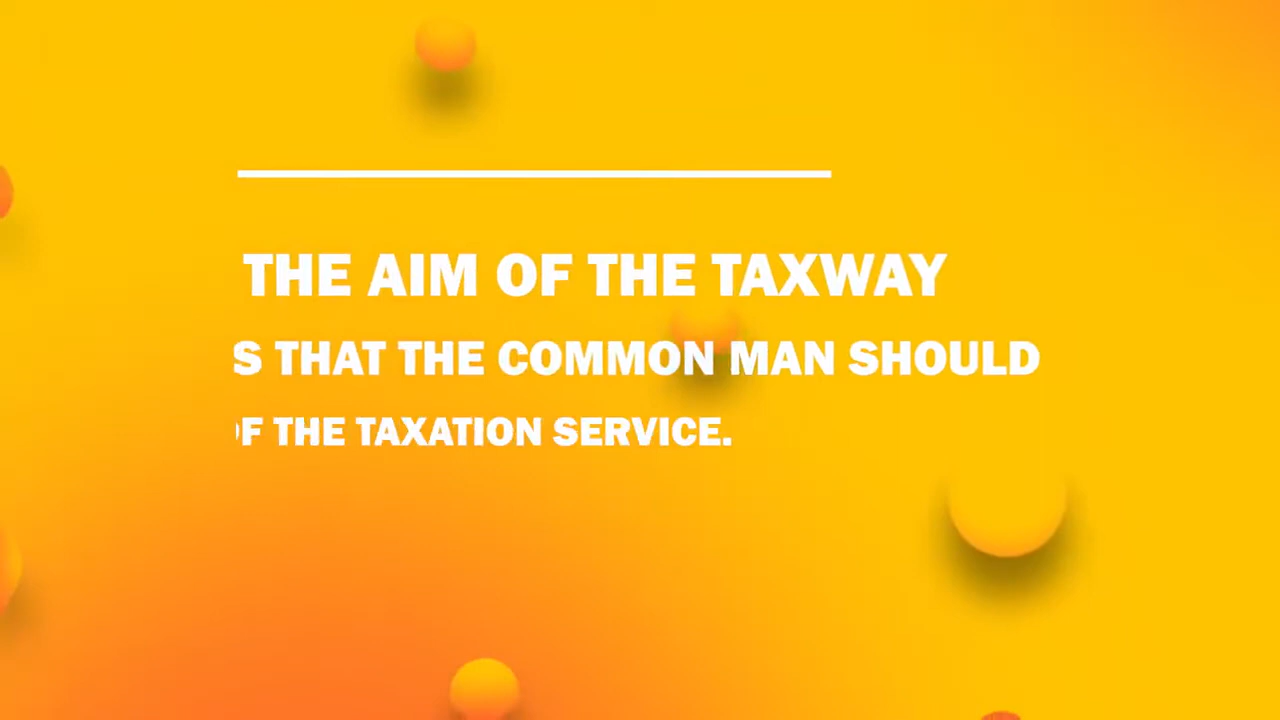 THE AIM OF THE TAXWAY
S THAT THE COMMON MAN SHOULD
F THE TAXATION SERVICE.